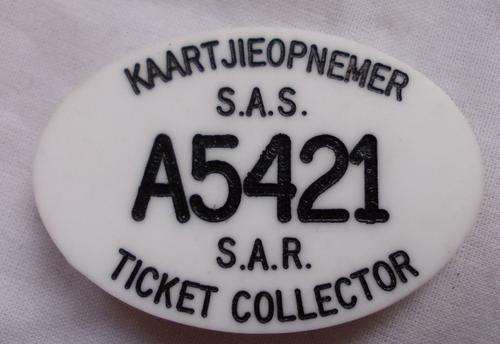 KAARTJIEOPNEMER
S.A.S.
A5421
S.A.R.
TICKET COLLECTOR